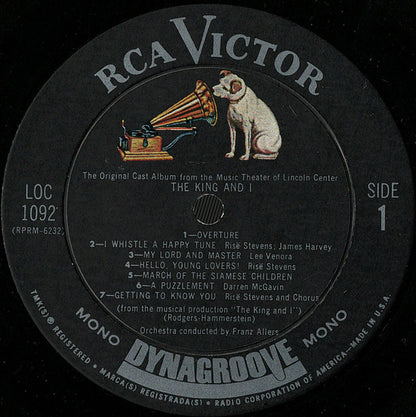 RCA VICTOR
The Original Cast Album from the Music Theater of Lincoln Center
THE KING AND I
LOC
1092
(RPRM-6232)
SIDE
1
1—OVERTURE
2—I WHISTLE A HAPPY TUNE Risë Stevens; James Harvey
3—MY LORD AND MASTER Lee Venora
4—HELLO, YOUNG LOVERS! Risë Stevens
5—MARCH OF THE SIAMESE CHILDREN
6—A PUZZLEMENT Darren McGavin
7—GETTING TO KNOW YOU Risë Stevens and Chorus
(from the musical production "The King and I")
(Rodgers-Hammerstein)
Orchestra conducted by Franz Allers
MONO DYNAGROOVE MONO
TMK(S)® REGISTERED • MARCA(S) REGISTRADA(S) • RADIO CORPORATION OF AMERICA—MADE IN U.S.A.